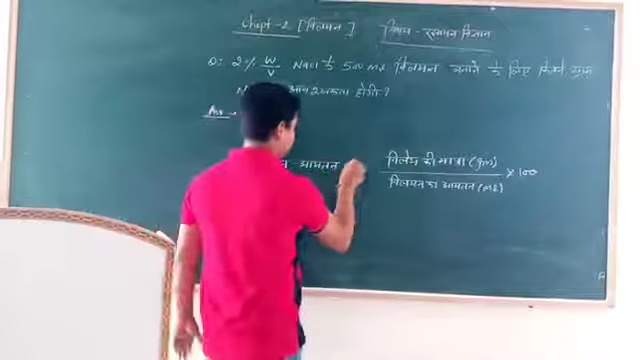 Chapt-2 [विलयन] विषय - रसायन विज्ञान
Q: 2% W/V NaCl के 500 mL विलयन बनाने के लिए कितने ग्राम
आवश्यकता होगी?
Ans -
- आयतन
विलेय की मात्रा (gm)
विलयन का आयतन (mL) × 100